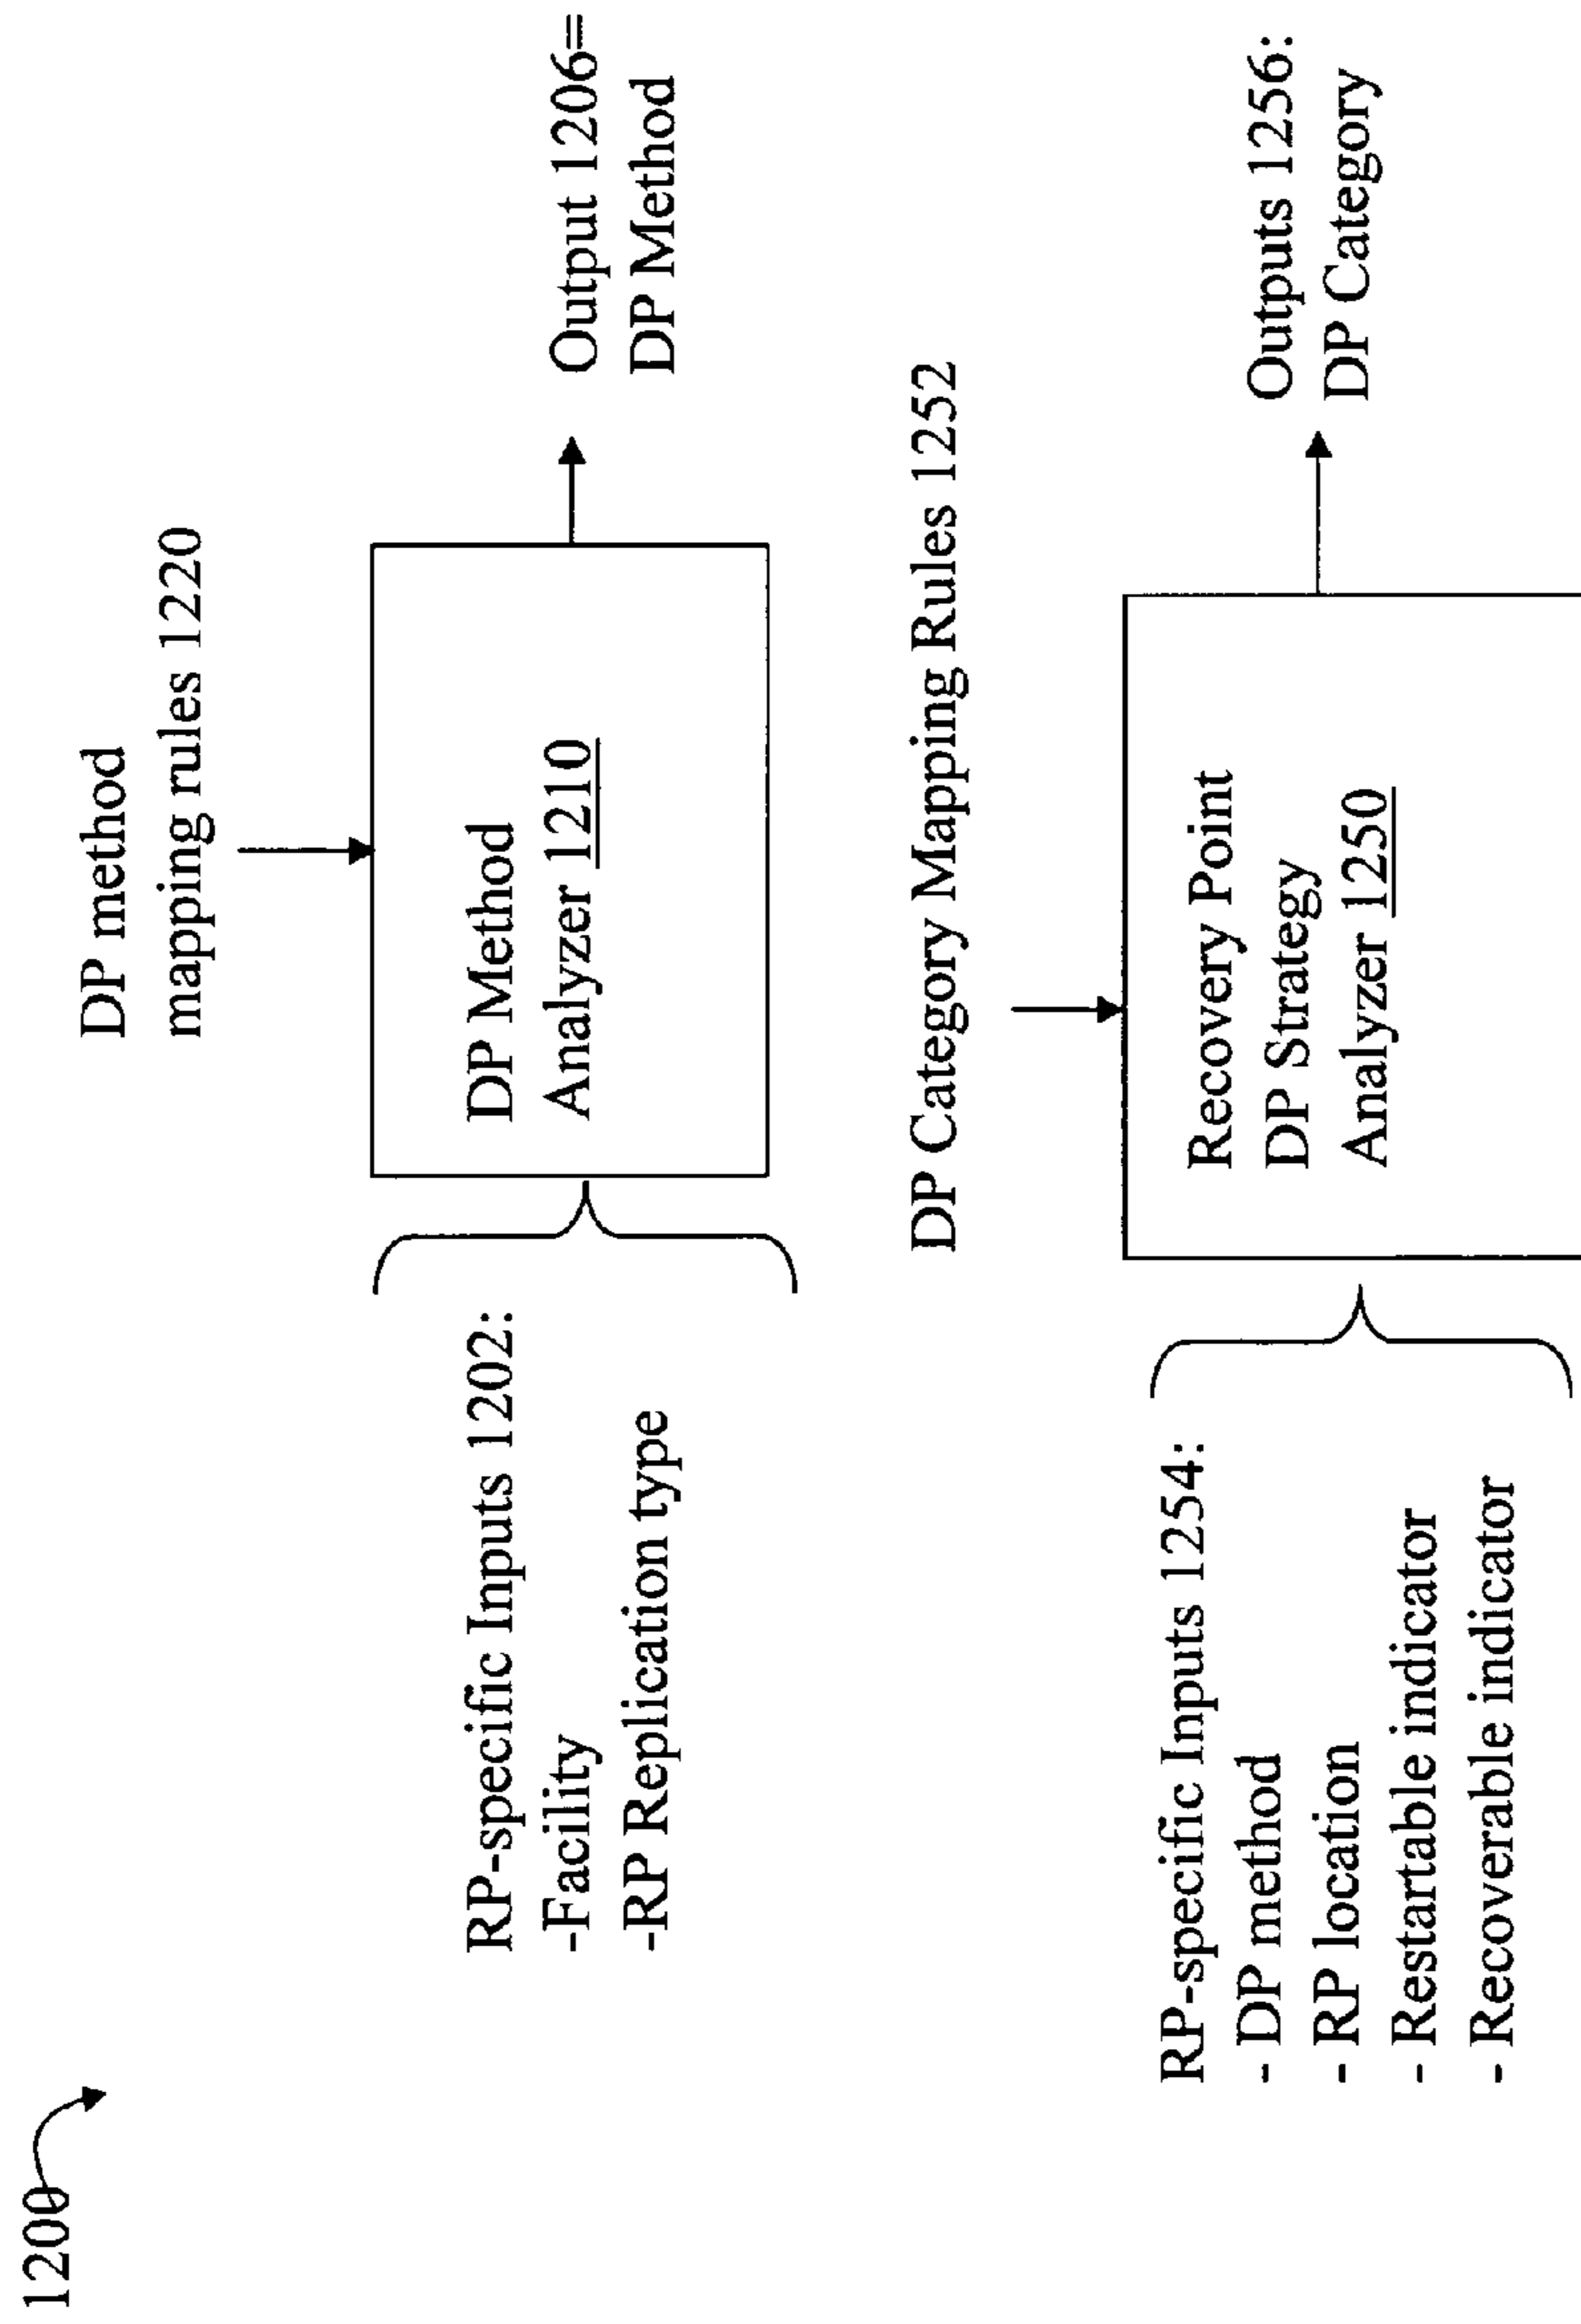 1200
DP method
mapping rules 1220
RP-specific Inputs 1202:
-Facility
-RP Replication type
DP Method
Analyzer 1210
Output 1206=
DP Method
DP Category Mapping Rules 1252
RP-specific Inputs 1254:
- DP method
- RP location
- Restartable indicator
- Recoverable indicator
Recovery Point
DP Strategy
Analyzer 1250
Outputs 1256:
DP Category